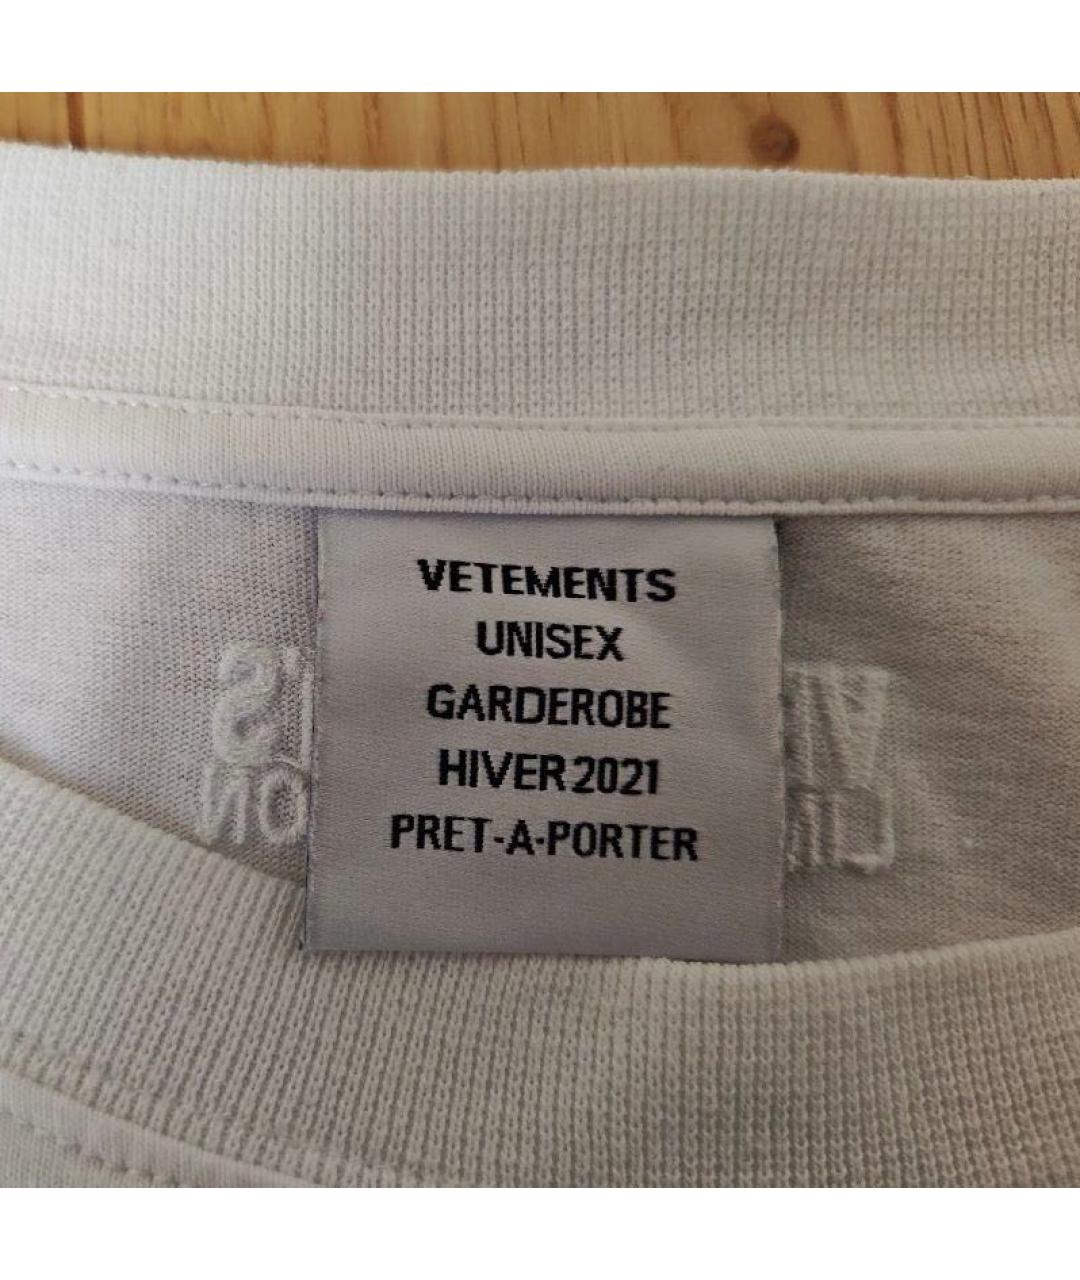 VETEMENTS
UNISEX
GARDEROBE
HIVER 2021
PRET-A-PORTER